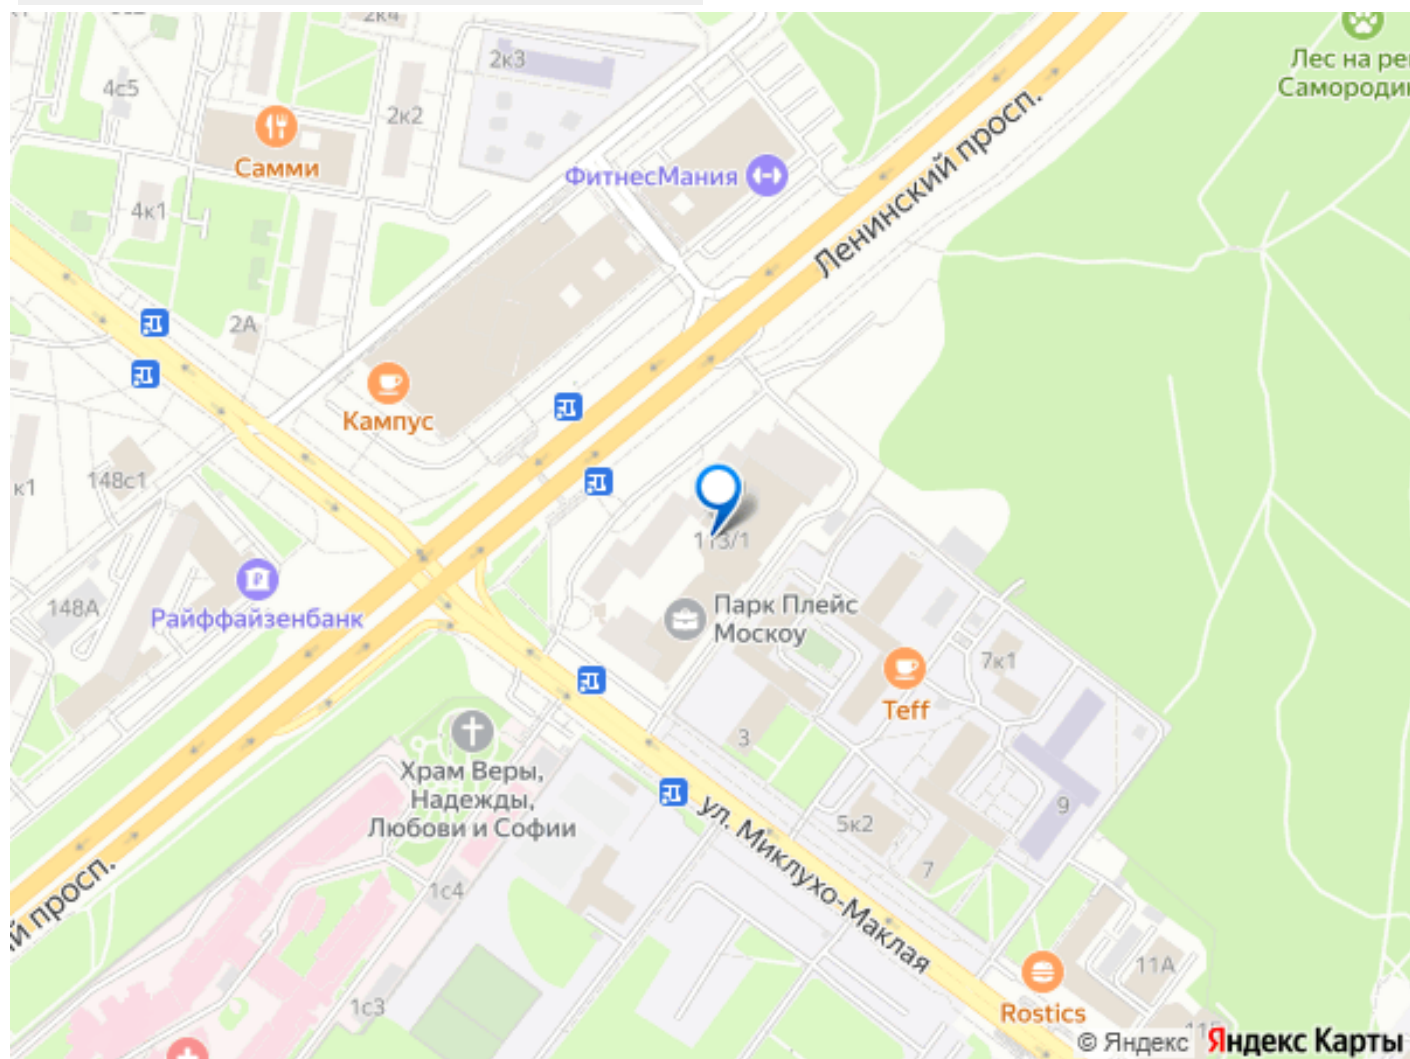 2к4
2к3
4с5
2к2
Лес на ре
Самородин
Самми
ФитнесМания
4к1
Ленинский просп.
2А
Кампус
к1
148с1
113/1
148А
Райффайзенбанк
Парк Плейс
Москоу
7к1
Teff
3
Храм Веры,
Надежды,
Любови и Софии
9
5к2
7
ул. Миклухо-Маклая
й просп.
1с4
11А
1с3
Rostics
© Яндекс
Яндекс Карты